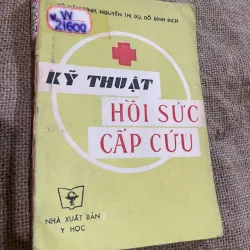 VV
21600
NGUYỄN THỊ DỤ, ĐỖ ĐÌNH ĐỊCH
KỸ THUẬT
HỒI SỨC
CẤP CỨU
NHÀ XUẤT BẢN
Y HỌC